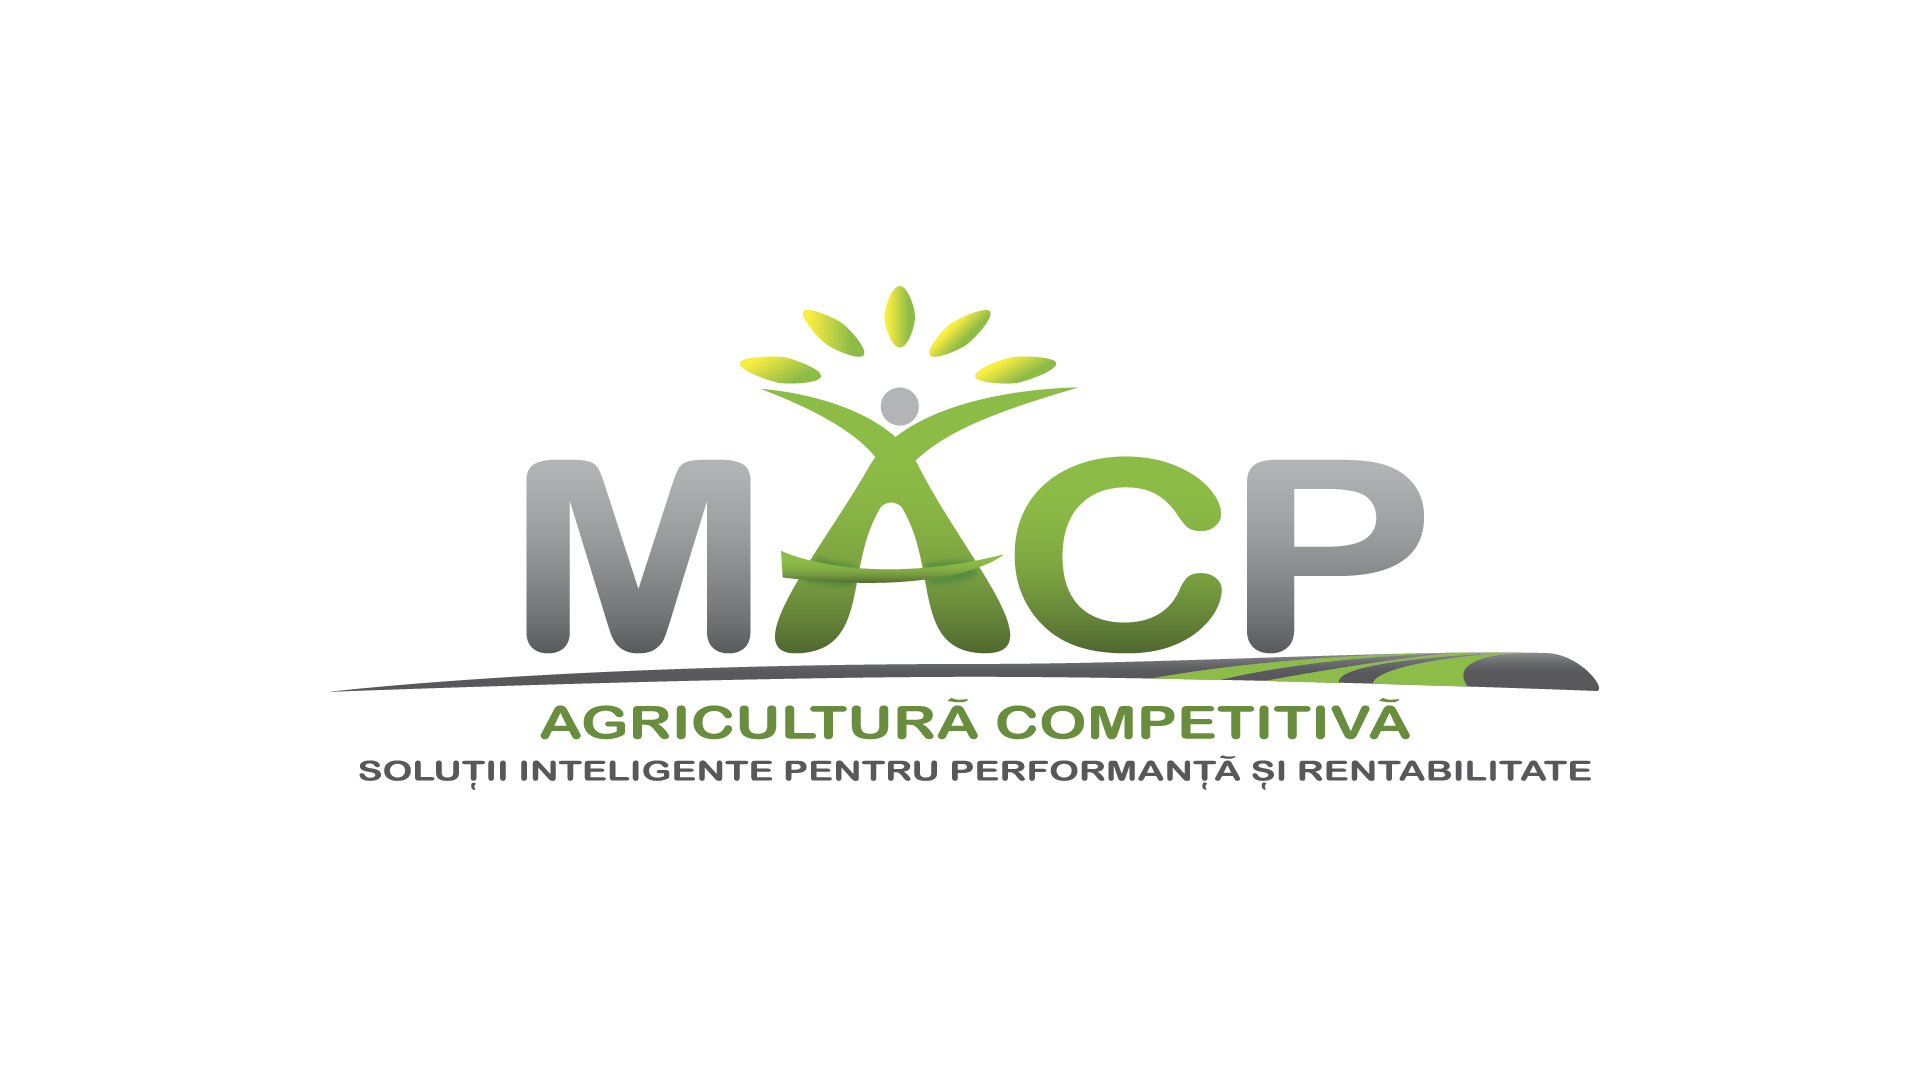 MACP
AGRICULTURĂ COMPETITIVĂ
SOLUȚII INTELIGENTE PENTRU PERFORMANȚĂ ȘI RENTABILITATE